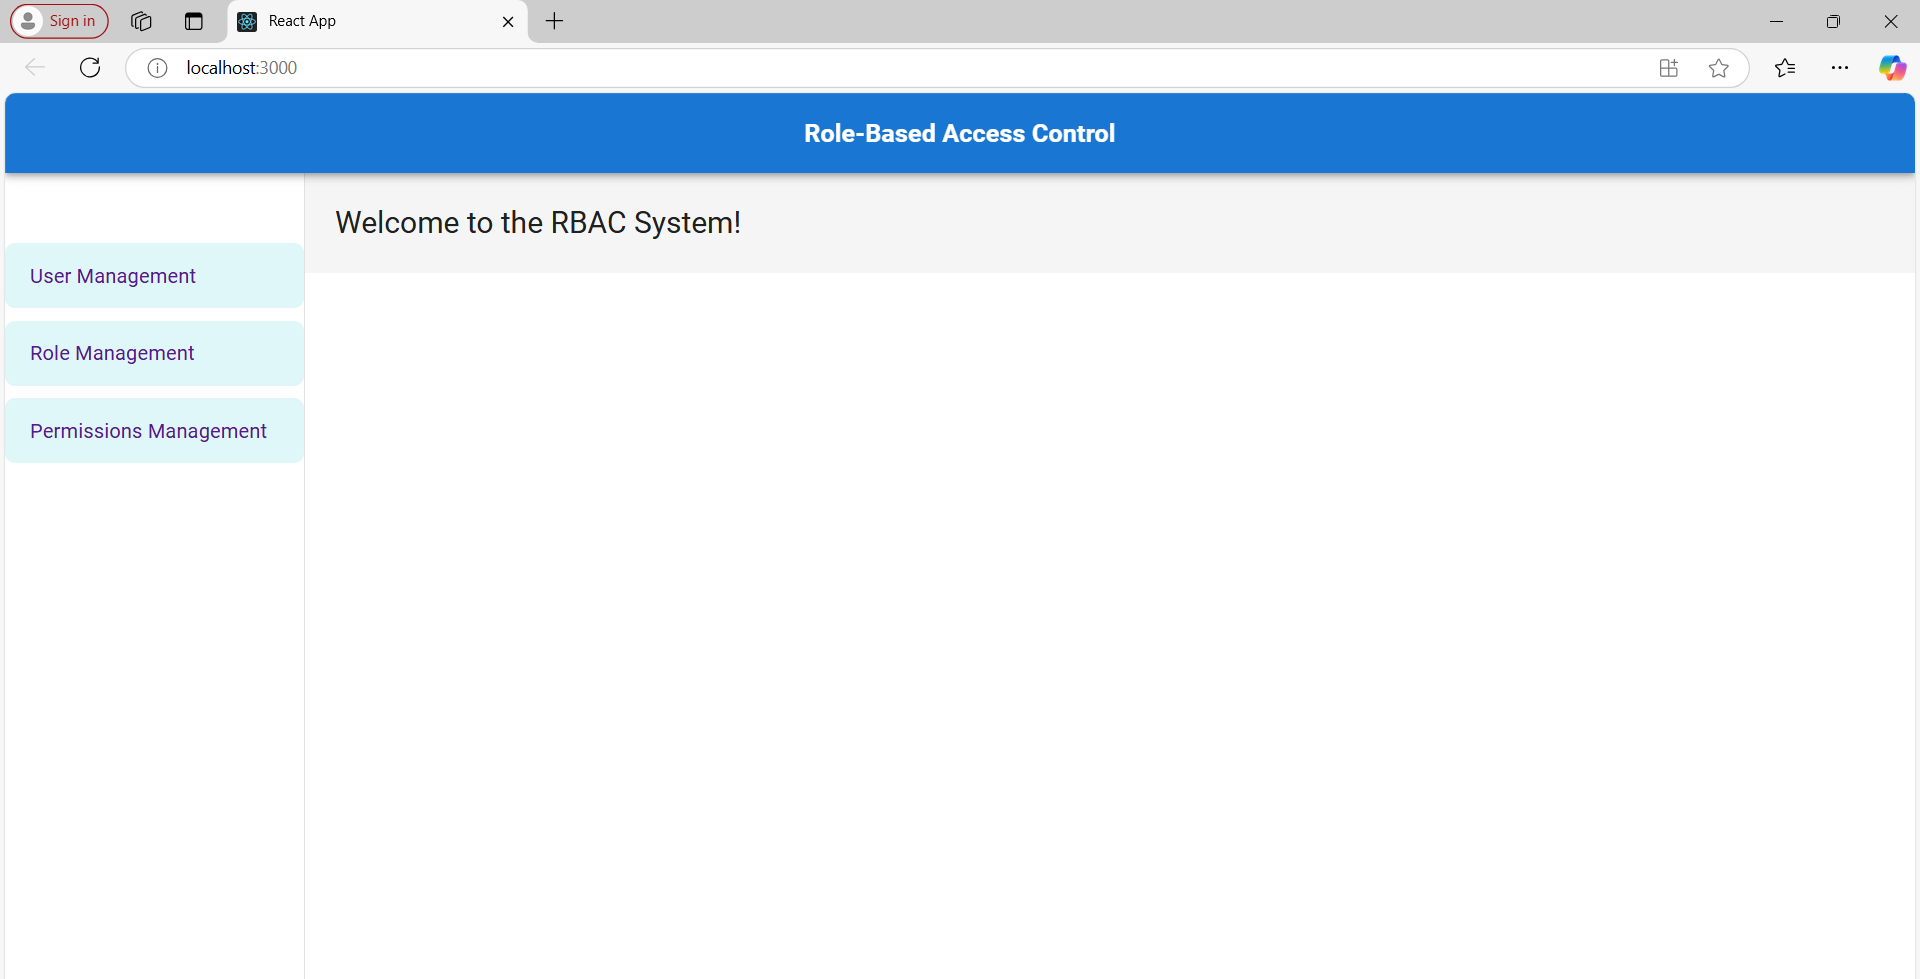 Sign in
React App
localhost:3000
Role-Based Access Control
Welcome to the RBAC System!
User Management
Role Management
Permissions Management